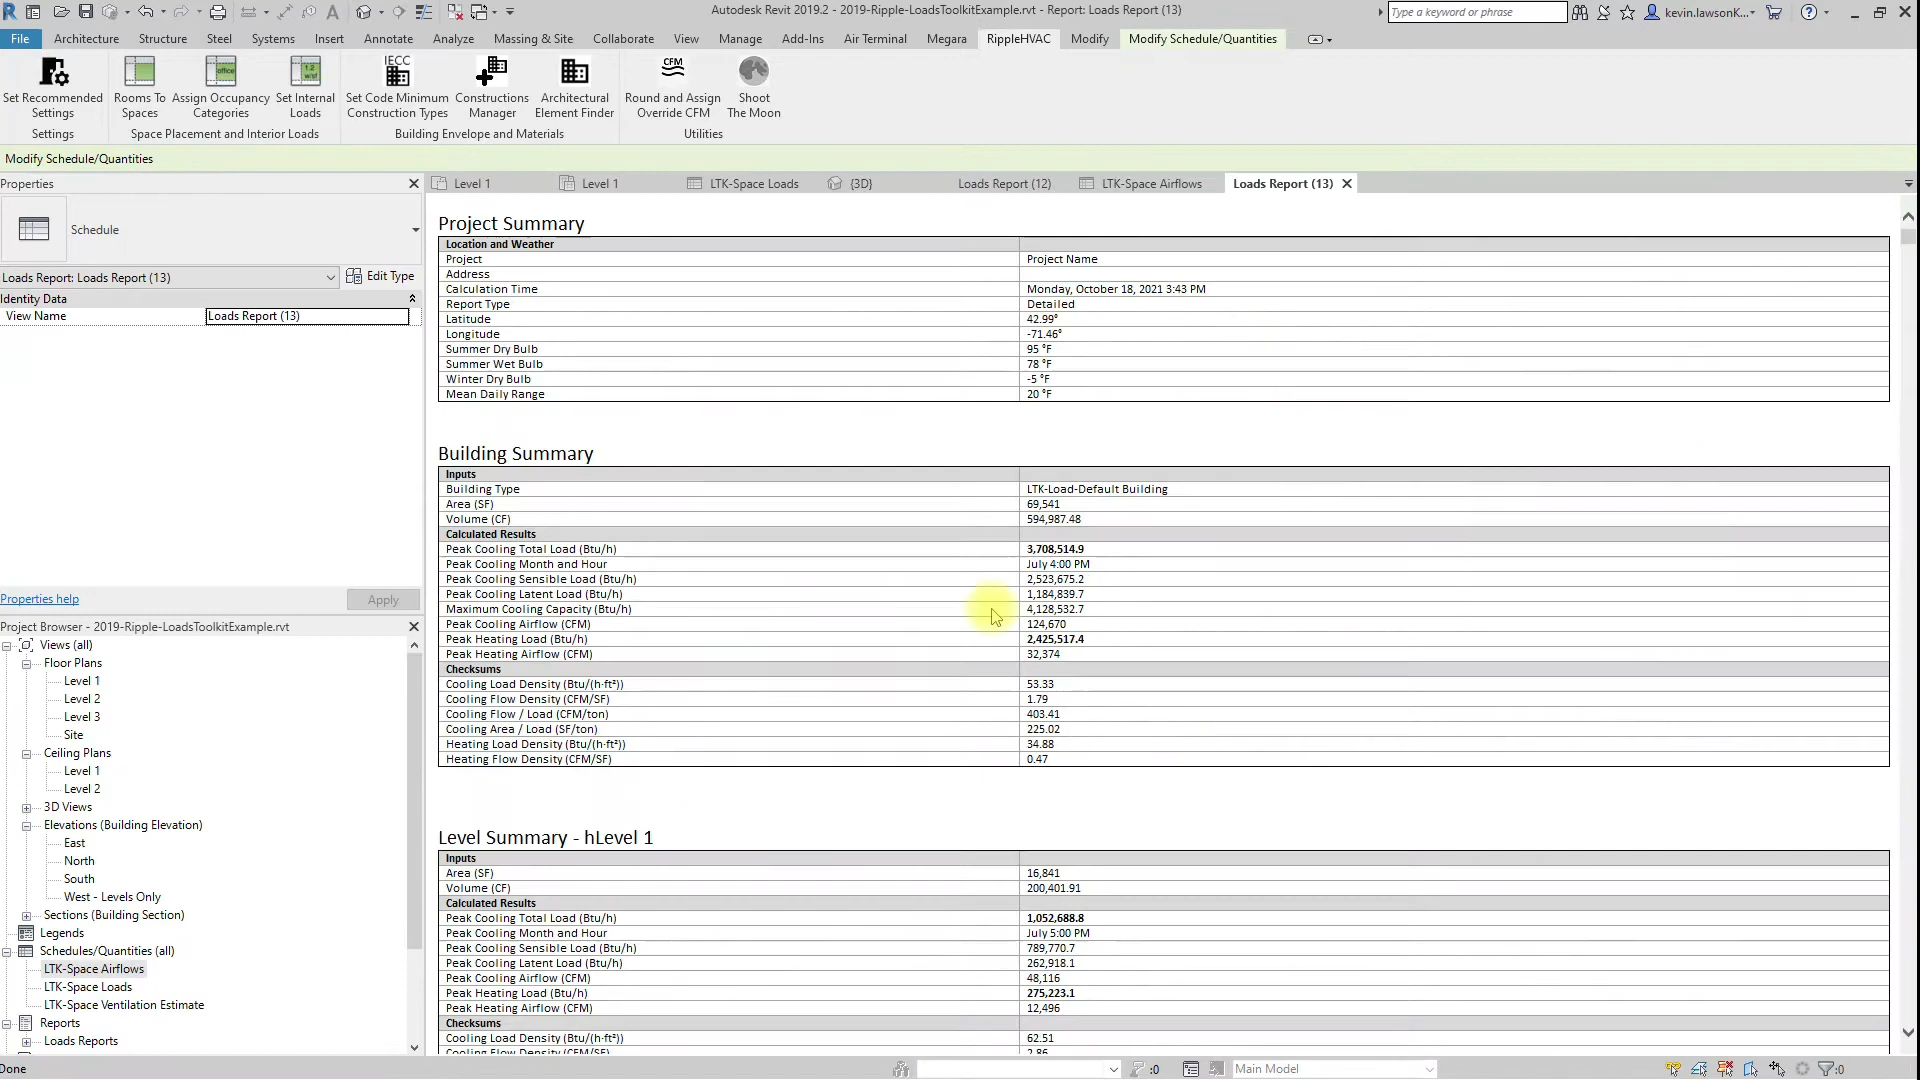 Autodesk Revit 2019.2 - 2019-Ripple-LoadsToolkitExample.rvt - Report: Loads Report (13)
Type a keyword or phrase
kevin.lawsonK...
File Architecture Structure Steel Systems Insert Annotate Analyze Massing & Site Collaborate View Manage Add-Ins Air Terminal Megara RippleHVAC Modify Modify Schedule/Quantities
IECC
office
1.2
w/sf
CFM
Set Recommended Rooms To Assign Occupancy Set Internal Set Code Minimum Constructions Architectural Round and Assign Shoot
Settings Spaces Categories Loads Construction Types Manager Element Finder Override CFM The Moon
Settings Space Placement and Interior Loads Building Envelope and Materials Utilities
Modify Schedule/Quantities
Properties
Level 1 Level 1 LTK-Space Loads {3D} Loads Report (12) LTK-Space Airflows Loads Report (13)
Schedule
Loads Report: Loads Report (13) Edit Type
Identity Data
View Name Loads Report (13)
Properties help Apply
Project Browser - 2019-Ripple-LoadsToolkitExample.rvt
Views (all)
Floor Plans
Level 1
Level 2
Level 3
Site
Ceiling Plans
Level 1
Level 2
3D Views
Elevations (Building Elevation)
East
North
South
West - Levels Only
Sections (Building Section)
Legends
Schedules/Quantities (all)
LTK-Space Airflows
LTK-Space Loads
LTK-Space Ventilation Estimate
Reports
Loads Reports
Project Summary
Location and Weather
Project Project Name
Address
Calculation Time Monday, October 18, 2021 3:43 PM
Report Type Detailed
Latitude 42.99°
Longitude -71.46°
Summer Dry Bulb 95 °F
Summer Wet Bulb 78 °F
Winter Dry Bulb -5 °F
Mean Daily Range 20 °F
Building Summary
Inputs
Building Type LTK-Load-Default Building
Area (SF) 69,541
Volume (CF) 594,987.48
Calculated Results
Peak Cooling Total Load (Btu/h) 3,708,514.9
Peak Cooling Month and Hour July 4:00 PM
Peak Cooling Sensible Load (Btu/h) 2,523,675.2
Peak Cooling Latent Load (Btu/h) 1,184,839.7
Maximum Cooling Capacity (Btu/h) 4,128,532.7
Peak Cooling Airflow (CFM) 124,670
Peak Heating Load (Btu/h) 2,425,517.4
Peak Heating Airflow (CFM) 32,374
Checksums
Cooling Load Density (Btu/(h·ft²)) 53.33
Cooling Flow Density (CFM/SF) 1.79
Cooling Flow / Load (CFM/ton) 403.41
Cooling Area / Load (SF/ton) 225.02
Heating Load Density (Btu/(h·ft²)) 34.88
Heating Flow Density (CFM/SF) 0.47
Level Summary - hLevel 1
Inputs
Area (SF) 16,841
Volume (CF) 200,401.91
Calculated Results
Peak Cooling Total Load (Btu/h) 1,052,688.8
Peak Cooling Month and Hour July 5:00 PM
Peak Cooling Sensible Load (Btu/h) 789,770.7
Peak Cooling Latent Load (Btu/h) 262,918.1
Peak Cooling Airflow (CFM) 48,116
Peak Heating Load (Btu/h) 275,223.1
Peak Heating Airflow (CFM) 12,496
Checksums
Cooling Load Density (Btu/(h·ft²)) 62.51
Cooling Flow Density (CFM/SF) 2.86
Done :0 Main Model :0